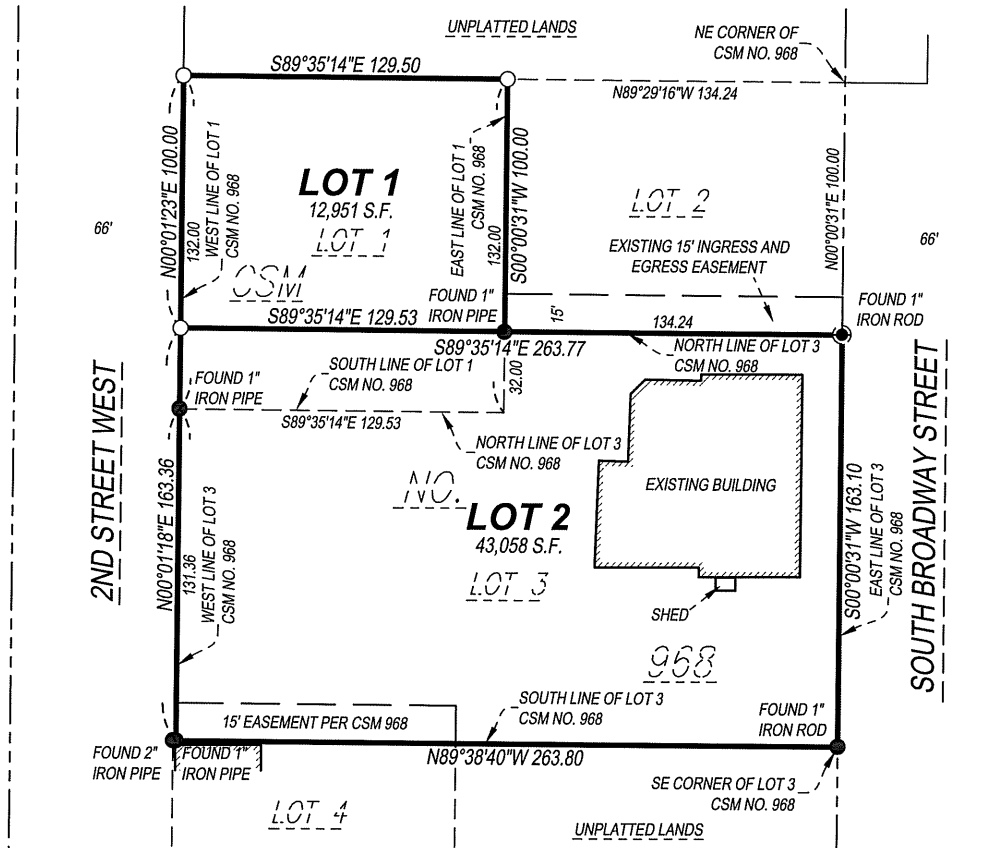 UNPLATTED LANDS
NE CORNER OF
CSM NO. 968
S89°35'14"E 129.50
N89°29'16"W 134.24
N00°01'23"E 100.00
132.00
WEST LINE OF LOT 1
CSM NO. 968
LOT 1
12,951 S.F.
LOT 1
CSM
EAST LINE OF LOT 1
CSM NO. 968
132.00
S00°00'31"W 100.00
LOT 2
N00°00'31"E 100.00
66'
66'
EXISTING 15' INGRESS AND
EGRESS EASEMENT
FOUND 1"
IRON PIPE
15'
FOUND 1"
IRON ROD
S89°35'14"E 129.53
134.24
S89°35'14"E 263.77
NORTH LINE OF LOT 3
CSM NO. 968
SOUTH LINE OF LOT 1
CSM NO. 968
32.00
FOUND 1"
IRON PIPE
S89°35'14"E 129.53
NORTH LINE OF LOT 3
CSM NO. 968
2ND STREET WEST
SOUTH BROADWAY STREET
N00°01'18"E 163.36
131.36
WEST LINE OF LOT 3
CSM NO. 968
NO.
LOT 2
43,058 S.F.
LOT 3
EXISTING BUILDING
SHED
S00°00'31"W 163.10
EAST LINE OF LOT 3
CSM NO. 968
968
SOUTH LINE OF LOT 3
CSM NO. 968
15' EASEMENT PER CSM 968
FOUND 1"
IRON ROD
FOUND 2"
IRON PIPE
FOUND 1"
IRON PIPE
N89°38'40"W 263.80
SE CORNER OF LOT 3
CSM NO. 968
LOT 4
UNPLATTED LANDS